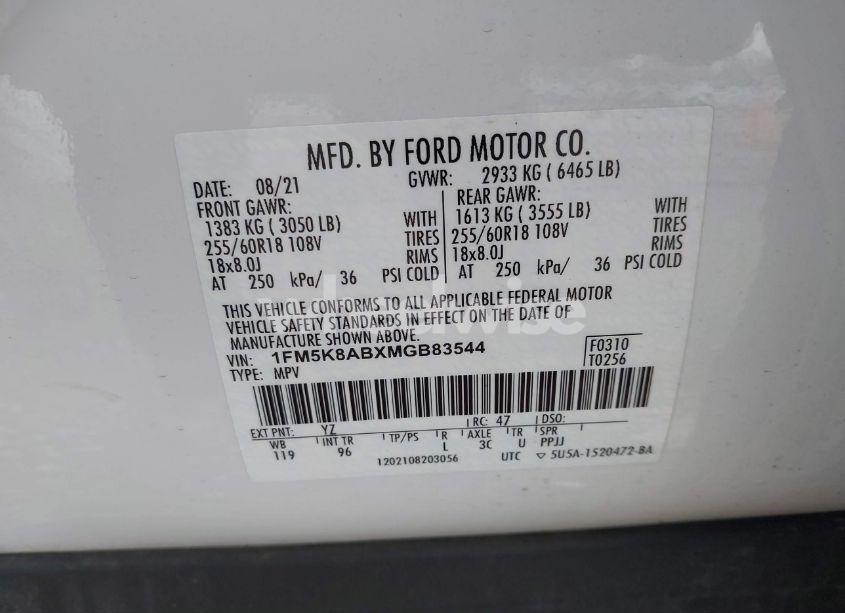 MFD. BY FORD MOTOR CO.
DATE: 08/21 GVWR: 2933 KG ( 6465 LB)
FRONT GAWR: REAR GAWR:
1383 KG ( 3050 LB) WITH 1613 KG ( 3555 LB) WITH
255/60R18 108V TIRES 255/60R18 108V TIRES
18x8.0J RIMS 18x8.0J RIMS
AT 250 kPa/ 36 PSI COLD AT 250 kPa/ 36 PSI COLD
THIS VEHICLE CONFORMS TO ALL APPLICABLE FEDERAL MOTOR
VEHICLE SAFETY STANDARDS IN EFFECT ON THE DATE OF
MANUFACTURE SHOWN ABOVE.
VIN: 1FM5K8ABXMGB83544 F0310
TYPE: MPV T0256
EXT PNT: YZ RC: 47 DSO:
WB INT TR TP/PS R AXLE TR SPR
119 96 L 3C U PPJJ
1202108203056 UTC ▽ 5U5A-1520472-BA